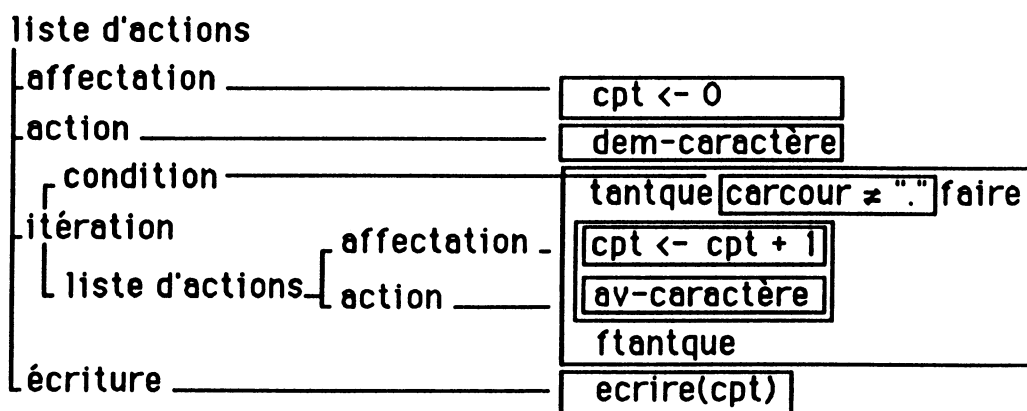 liste d'actions
affectation cpt <- 0
action dem-caractère
condition tantque carcour ≠ "." faire
itération
affectation cpt <- cpt + 1
liste d'actions
action av-caractère
ftantque
écriture ecrire(cpt)